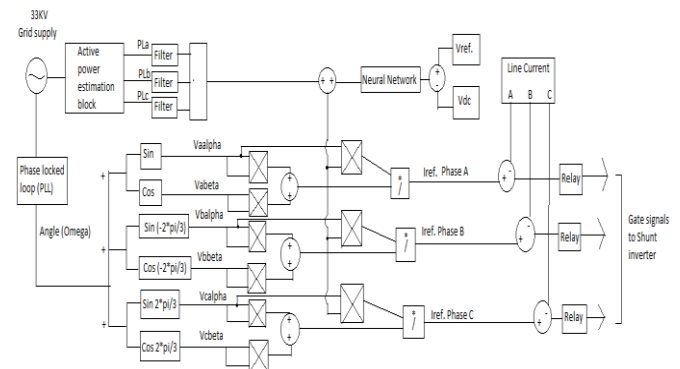 33KV
Grid supply
Active
power
estimation
block
PLa
PLb
PLc
Filter
Filter
Filter
+ +
Neural Network
+
-
Vref.
Vdc
Line Current
A B C
Phase locked
loop (PLL)
Angle (Omega)
+
+
+
Sin
Cos
Sin (-2*pi/3)
Cos (-2*pi/3)
Sin 2*pi/3
Cos 2*pi/3
Vaalpha
Vabeta
Vbalpha
Vbbeta
Vcalpha
Vcbeta
+
+
+
+
+
+
*
/
*
/
*
/
Iref. Phase A
Iref. Phase B
Iref. Phase C
+ -
+ -
+ -
Relay
Relay
Relay
Gate signals
to Shunt
inverter